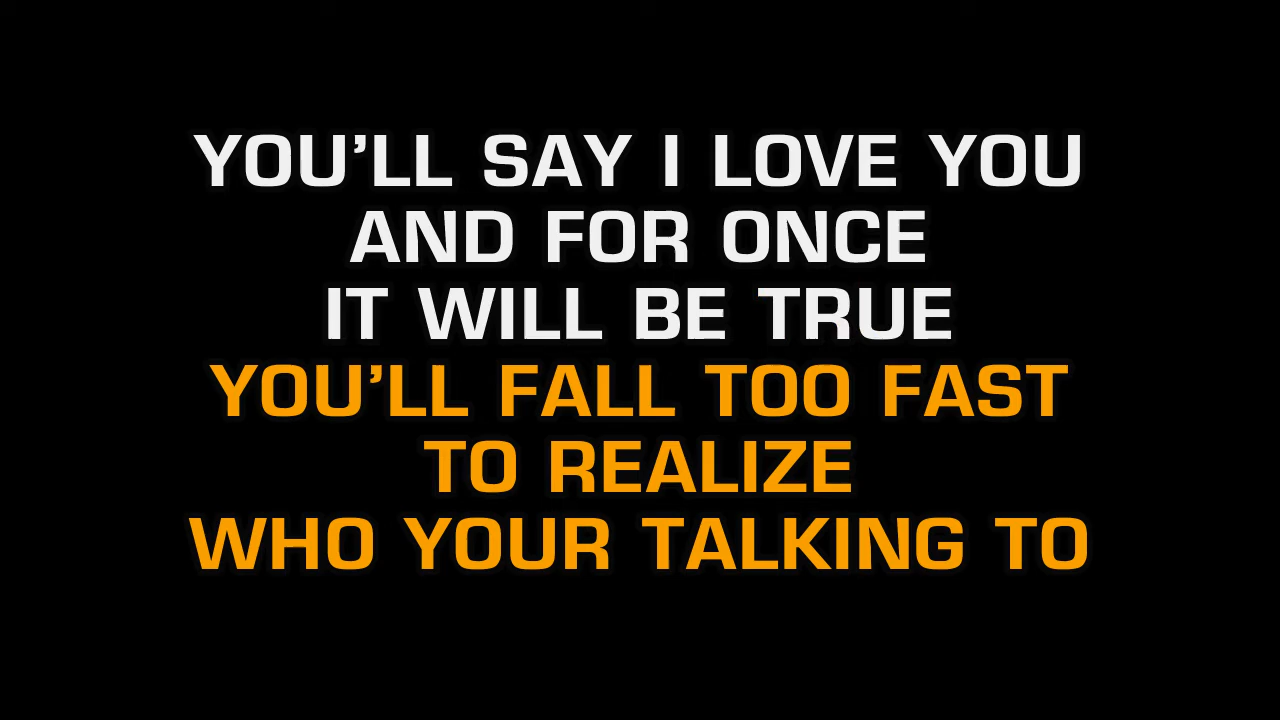 YOU’LL SAY I LOVE YOU
AND FOR ONCE
IT WILL BE TRUE
YOU’LL FALL TOO FAST
TO REALIZE
WHO YOUR TALKING TO